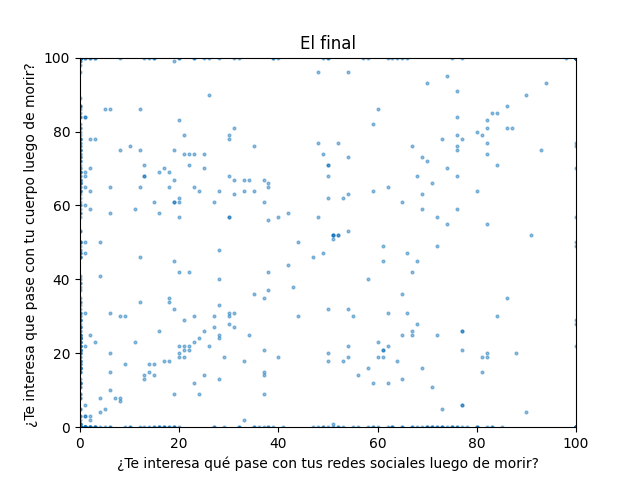 El final
100
80
60
40
20
0
¿Te interesa que pase con tu cuerpo luego de morir?
0 20 40 60 80 100
¿Te interesa qué pase con tus redes sociales luego de morir?